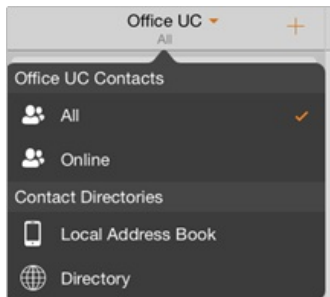 Office UC
All
Office UC Contacts
All
Online
Contact Directories
Local Address Book
Directory